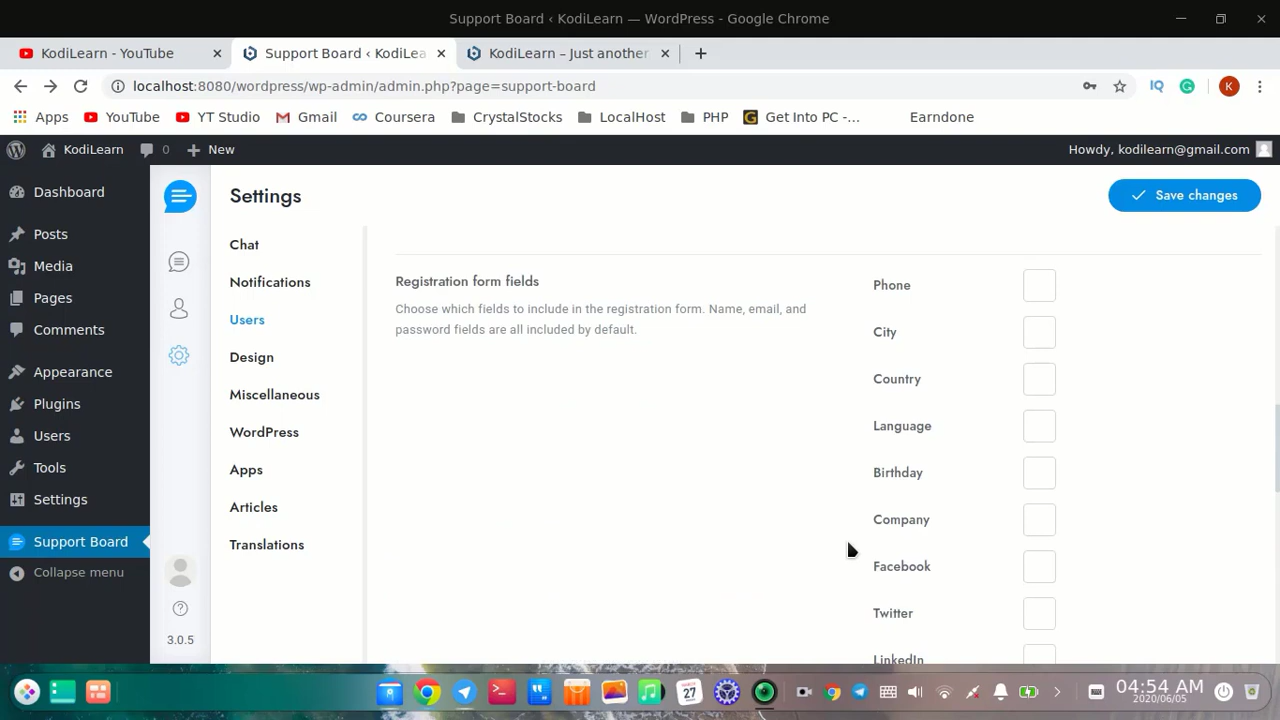 Support Board ‹ KodiLearn — WordPress - Google Chrome
KodiLearn - YouTube
Support Board ‹ KodiLea
KodiLearn – Just another
localhost:8080/wordpress/wp-admin/admin.php?page=support-board
IQ
K
Apps
YouTube
YT Studio
Gmail
Coursera
CrystalStocks
LocalHost
PHP
Get Into PC -...
Earndone
KodiLearn
0
New
Howdy, kodilearn@gmail.com
Dashboard
Posts
Media
Pages
Comments
Appearance
Plugins
Users
Tools
Settings
Support Board
Collapse menu
3.0.5
Settings
Save changes
Chat
Notifications
Users
Design
Miscellaneous
WordPress
Apps
Articles
Translations
Registration form fields
Choose which fields to include in the registration form. Name, email, and
password fields are all included by default.
Phone
City
Country
Language
Birthday
Company
Facebook
Twitter
LinkedIn
27
04:54 AM
2020/06/05